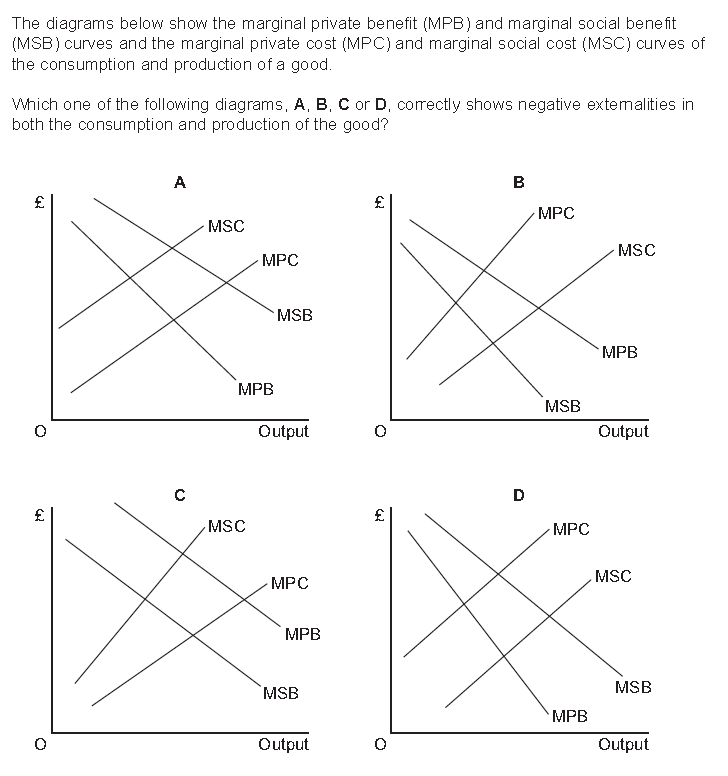 The diagrams below show the marginal private benefit (MPB) and marginal social benefit
(MSB) curves and the marginal private cost (MPC) and marginal social cost (MSC) curves of
the consumption and production of a good.
Which one of the following diagrams, A, B, C or D, correctly shows negative externalities in
both the consumption and production of the good?
A
£
MSC
MPC
MSB
MPB
O
Output
B
£
MPC
MSC
MPB
MSB
O
Output
C
£
MSC
MPC
MPB
MSB
O
Output
D
£
MPC
MSC
MSB
MPB
O
Output